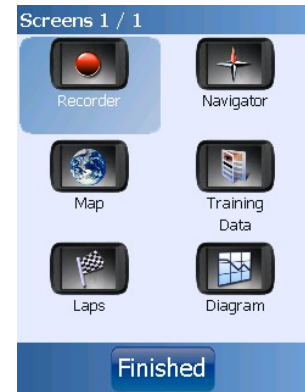 Screens 1 / 1
Recorder
Navigator
Map
Training
Data
Laps
Diagram
Finished